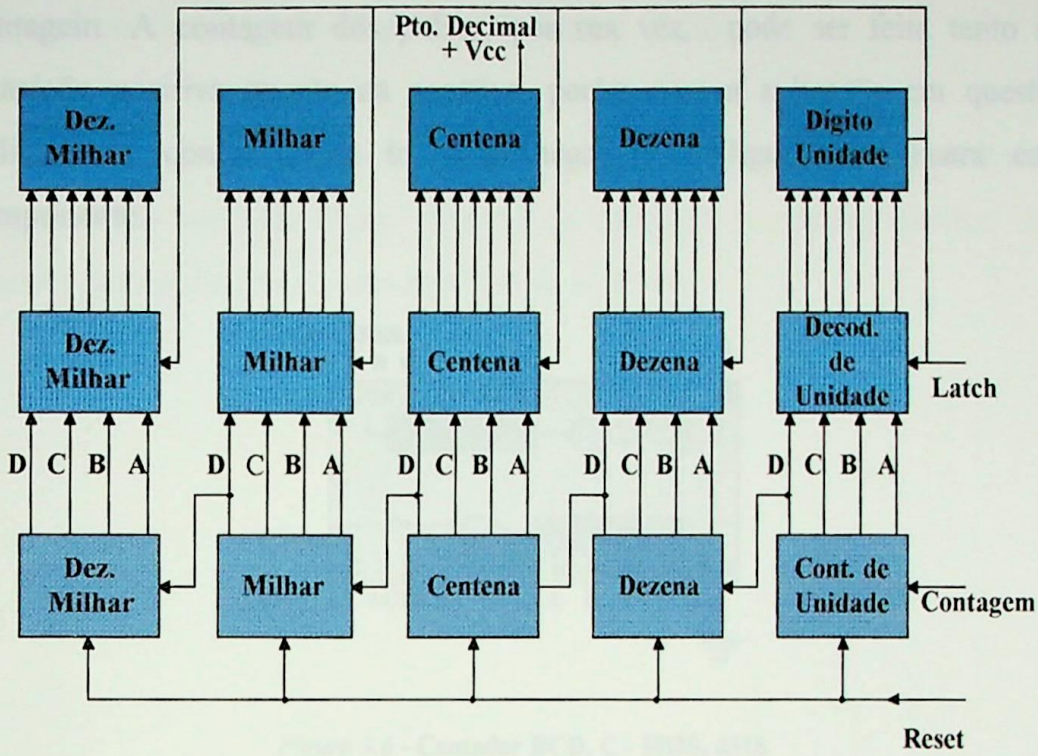 Pto. Decimal
+ Vcc
Dez.
Milhar
Milhar
Centena
Dezena
Dígito
Unidade
Dez.
Milhar
Milhar
Centena
Dezena
Decod.
de
Unidade
Latch
D C B A D C B A D C B A D C B A D C B A
Dez.
Milhar
Milhar
Centena
Dezena
Cont. de
Unidade
Contagem
Reset